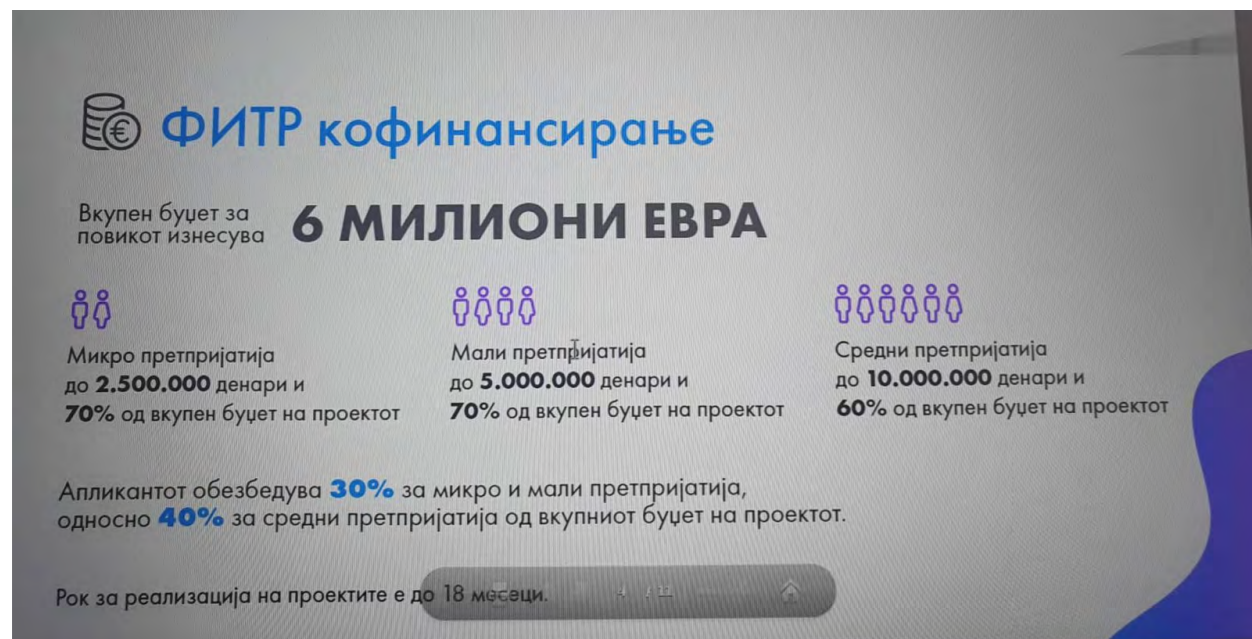 ФИТР кофинансирање
Вкупен буџет за
повикот изнесува
6 МИЛИОНИ ЕВРА
Микро претпријатија
до 2.500.000 денари и
70% од вкупен буџет на проектот
Мали претпријатија
до 5.000.000 денари и
70% од вкупен буџет на проектот
Средни претпријатија
до 10.000.000 денари и
60% од вкупен буџет на проектот
Апликантот обезбедува 30% за микро и мали претпријатија,
односно 40% за средни претпријатија од вкупниот буџет на проектот.
Рок за реализација на проектите е до 18 месеци.